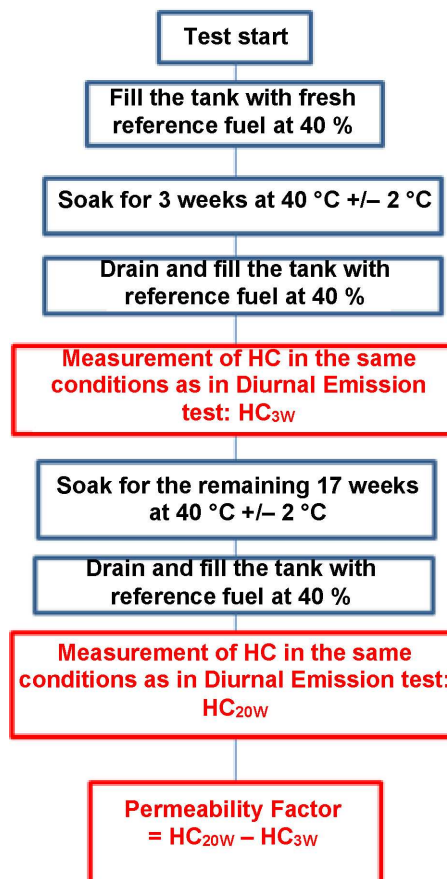 Test start
Fill the tank with fresh
reference fuel at 40 %
Soak for 3 weeks at 40 °C +/– 2 °C
Drain and fill the tank with
reference fuel at 40 %
Measurement of HC in the same
conditions as in Diurnal Emission
test: HC3W
Soak for the remaining 17 weeks
at 40 °C +/– 2 °C
Drain and fill the tank with
reference fuel at 40 %
Measurement of HC in the same
conditions as in Diurnal Emission test:
HC20W
Permeability Factor
= HC20W – HC3W